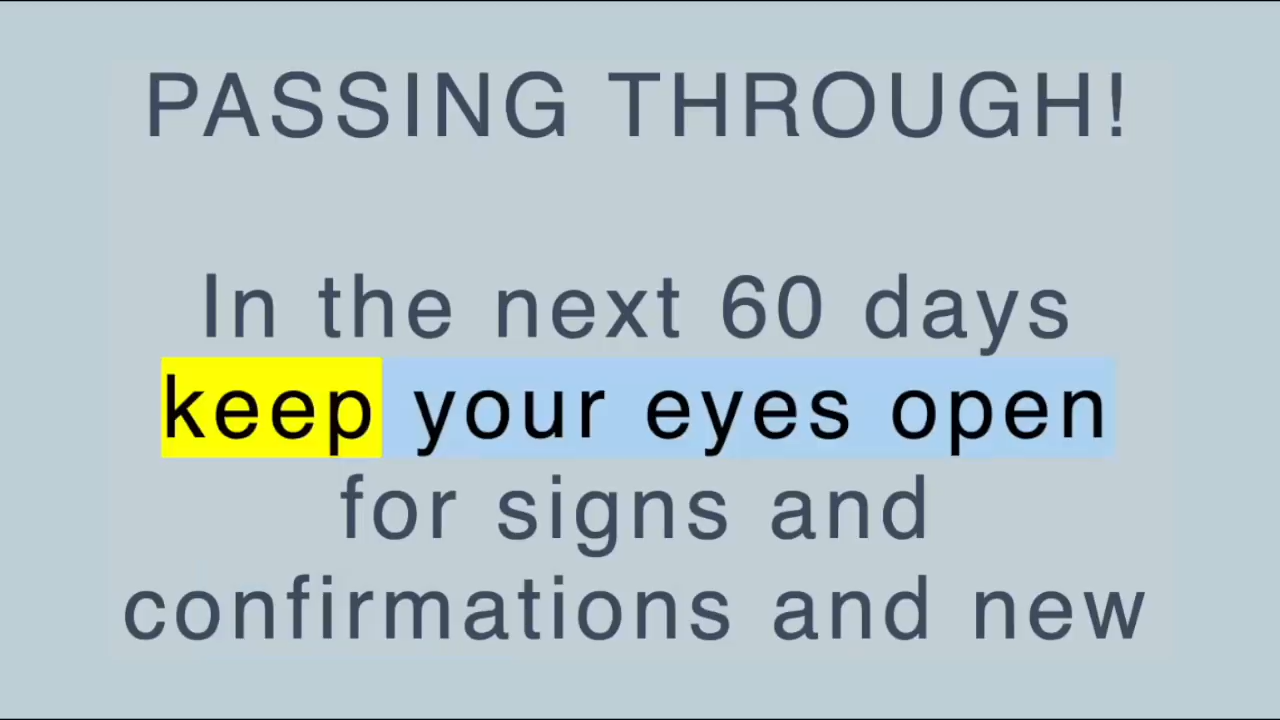 PASSING THROUGH!
In the next 60 days
keep your eyes open
for signs and
confirmations and new